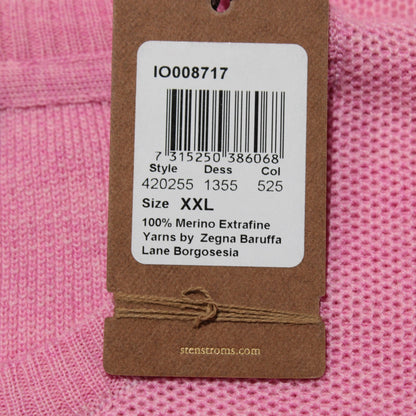 IO008717
7 315250 386068
Style Dess Col
420255 1355 525
Size XXL
100% Merino Extrafine
Yarns by Zegna Baruffa
Lane Borgosesia
stenstroms.com